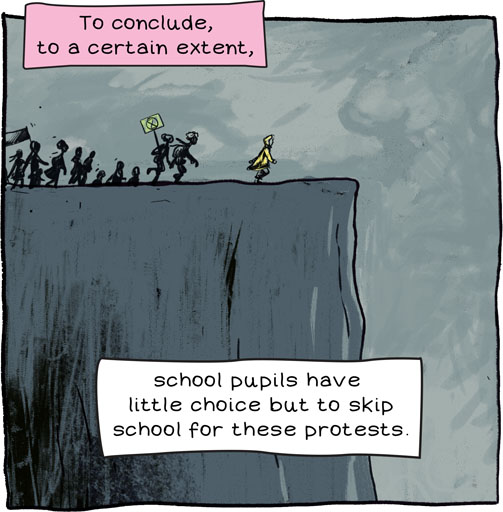 To conclude,
to a certain extent,
school pupils have
little choice but to skip
school for these protests.